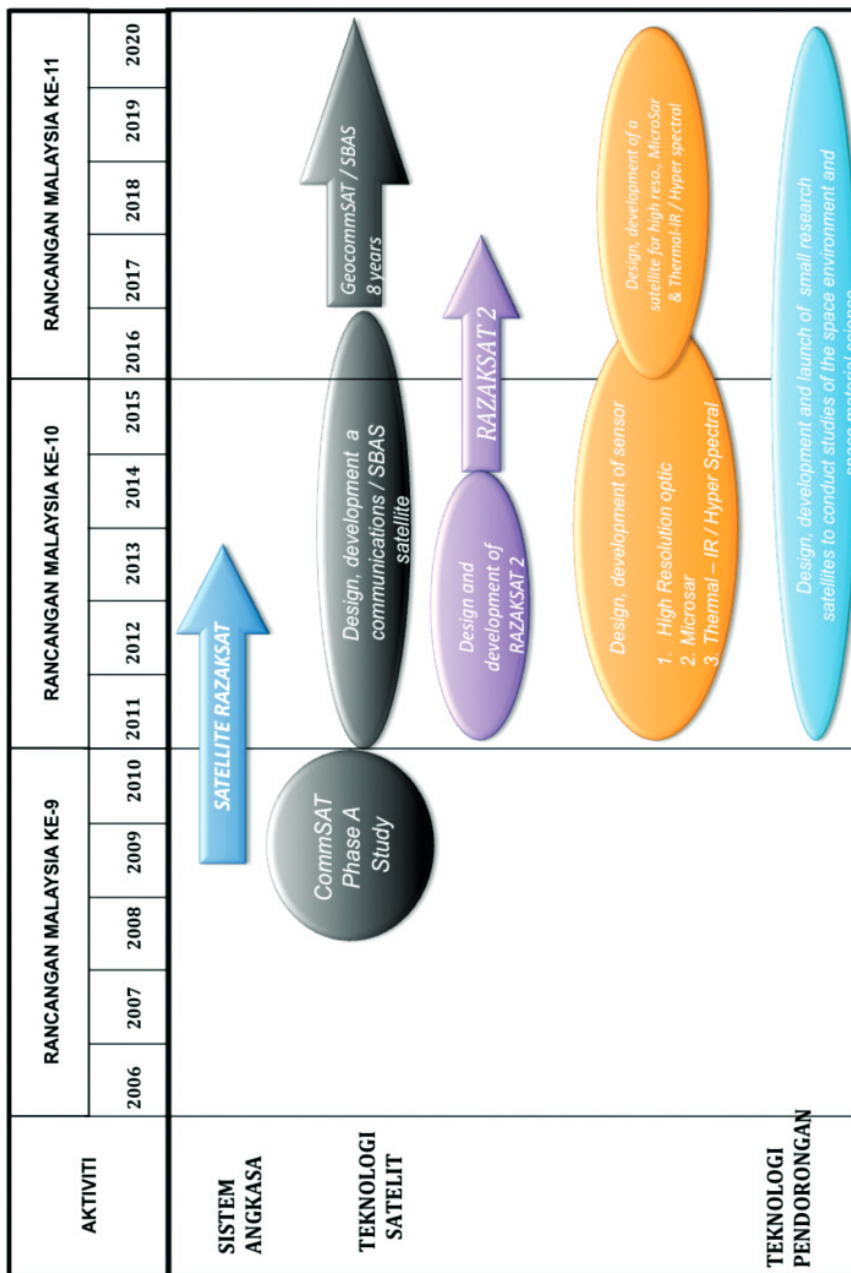 AKTIVITI
RANCANGAN MALAYSIA KE-9
RANCANGAN MALAYSIA KE-10
RANCANGAN MALAYSIA KE-11
2006
2007
2008
2009
2010
2011
2012
2013
2014
2015
2016
2017
2018
2019
2020
SISTEM
ANGKASA
SATELLITE RAZAKSAT
TEKNOLOGI
SATELIT
CommSAT
Phase A
Study
Design, development a
communications / SBAS
satellite
GeocommSAT / SBAS
8 years
Design and
development of
RAZAKSAT 2
RAZAKSAT 2
Design, development of sensor
1. High Resolution optic
2. Microsar
3. Thermal – IR / Hyper Spectral
Design, development of a
satellite for high reso., MicroSar
& Thermal-IR / Hyper spectral
TEKNOLOGI
PENDORONGAN
Design, development and launch of small research
satellites to conduct studies of the space environment and
space material science